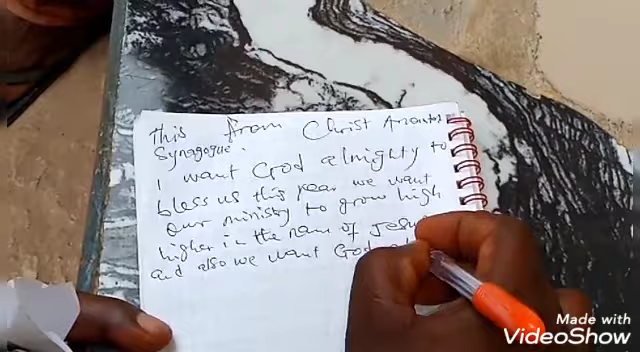 This from Christ
Synagogue.
I want God almighty to
bless us this year we want
our ministry to grow high
higher in the name of Jesus
and also we want God
Made with
VideoShow